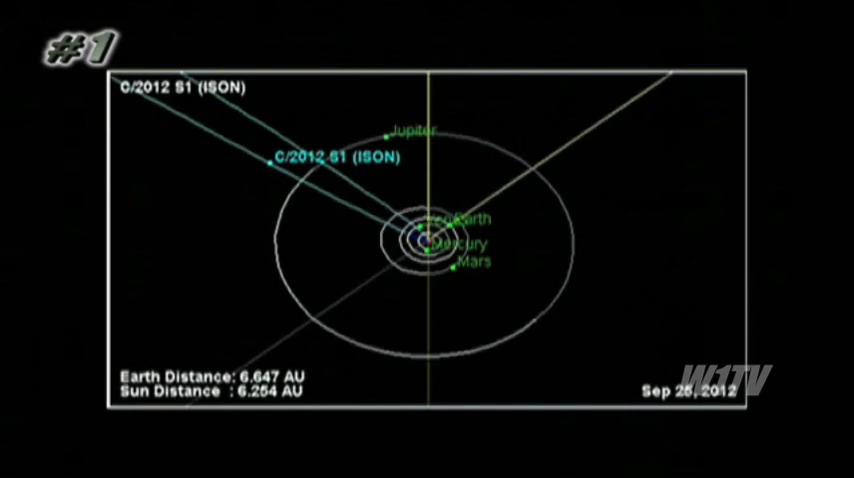 #1
C/2012 S1 (ISON)
Jupiter
C/2012 S1 (ISON)
Earth
Mercury
Mars
Earth Distance: 6.647 AU
Sun Distance : 6.254 AU
W1TV
Sep 25, 2012